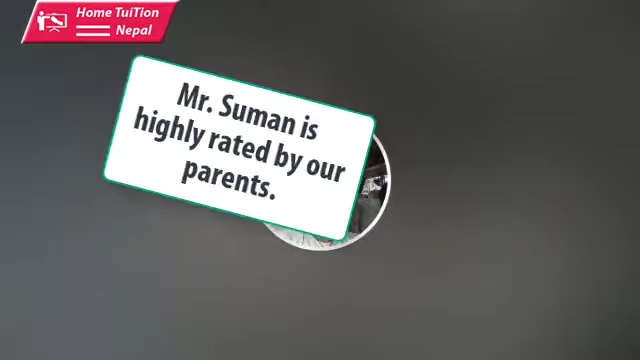 Home TuiTion
Nepal
Mr. Suman is
highly rated by our
parents.